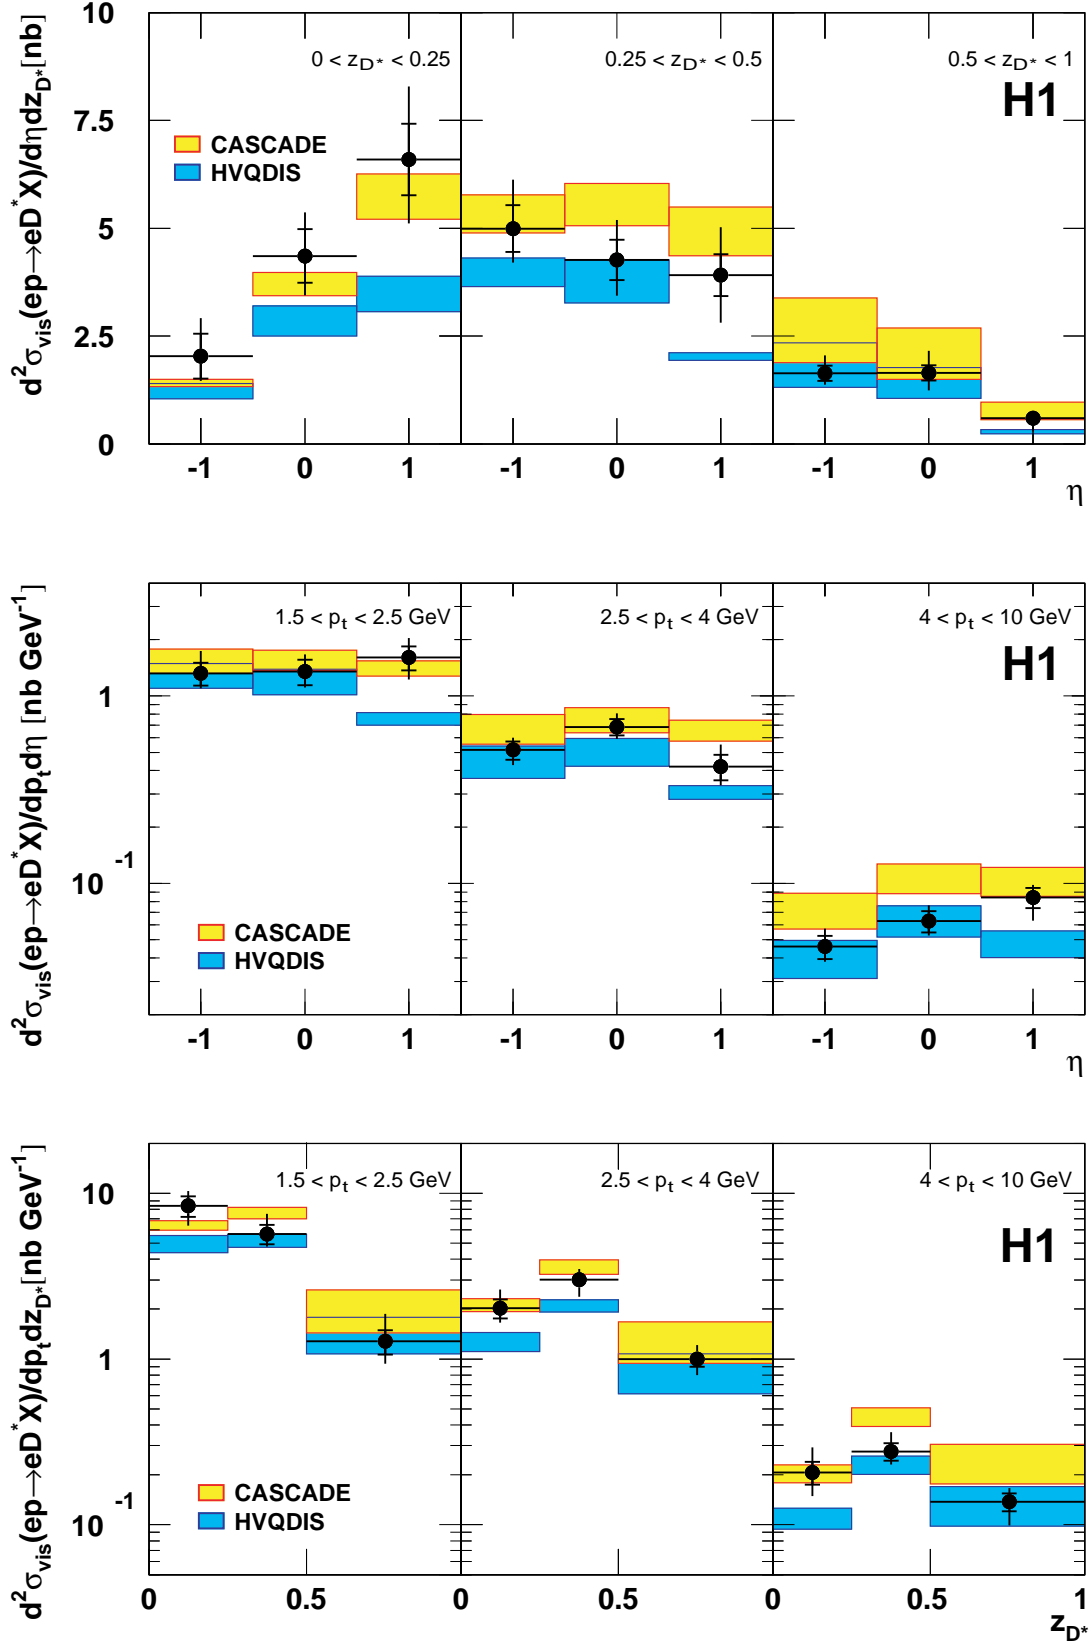 d²σvis(ep→eD*X)/dηdzD*[nb]
10
7.5
5
2.5
0
0 < zD* < 0.25
0.25 < zD* < 0.5
0.5 < zD* < 1
H1
CASCADE
HVQDIS
-1 0 1 -1 0 1 -1 0 1
η
d²σvis(ep→eD*X)/dptdη [nb GeV⁻¹]
1
10⁻¹
1.5 < pt < 2.5 GeV
2.5 < pt < 4 GeV
4 < pt < 10 GeV
H1
CASCADE
HVQDIS
-1 0 1 -1 0 1 -1 0 1
η
d²σvis(ep→eD*X)/dptdzD*[nb GeV⁻¹]
10
1
10⁻¹
1.5 < pt < 2.5 GeV
2.5 < pt < 4 GeV
4 < pt < 10 GeV
H1
CASCADE
HVQDIS
0 0.5 0 0.5 0 0.5 1
zD*